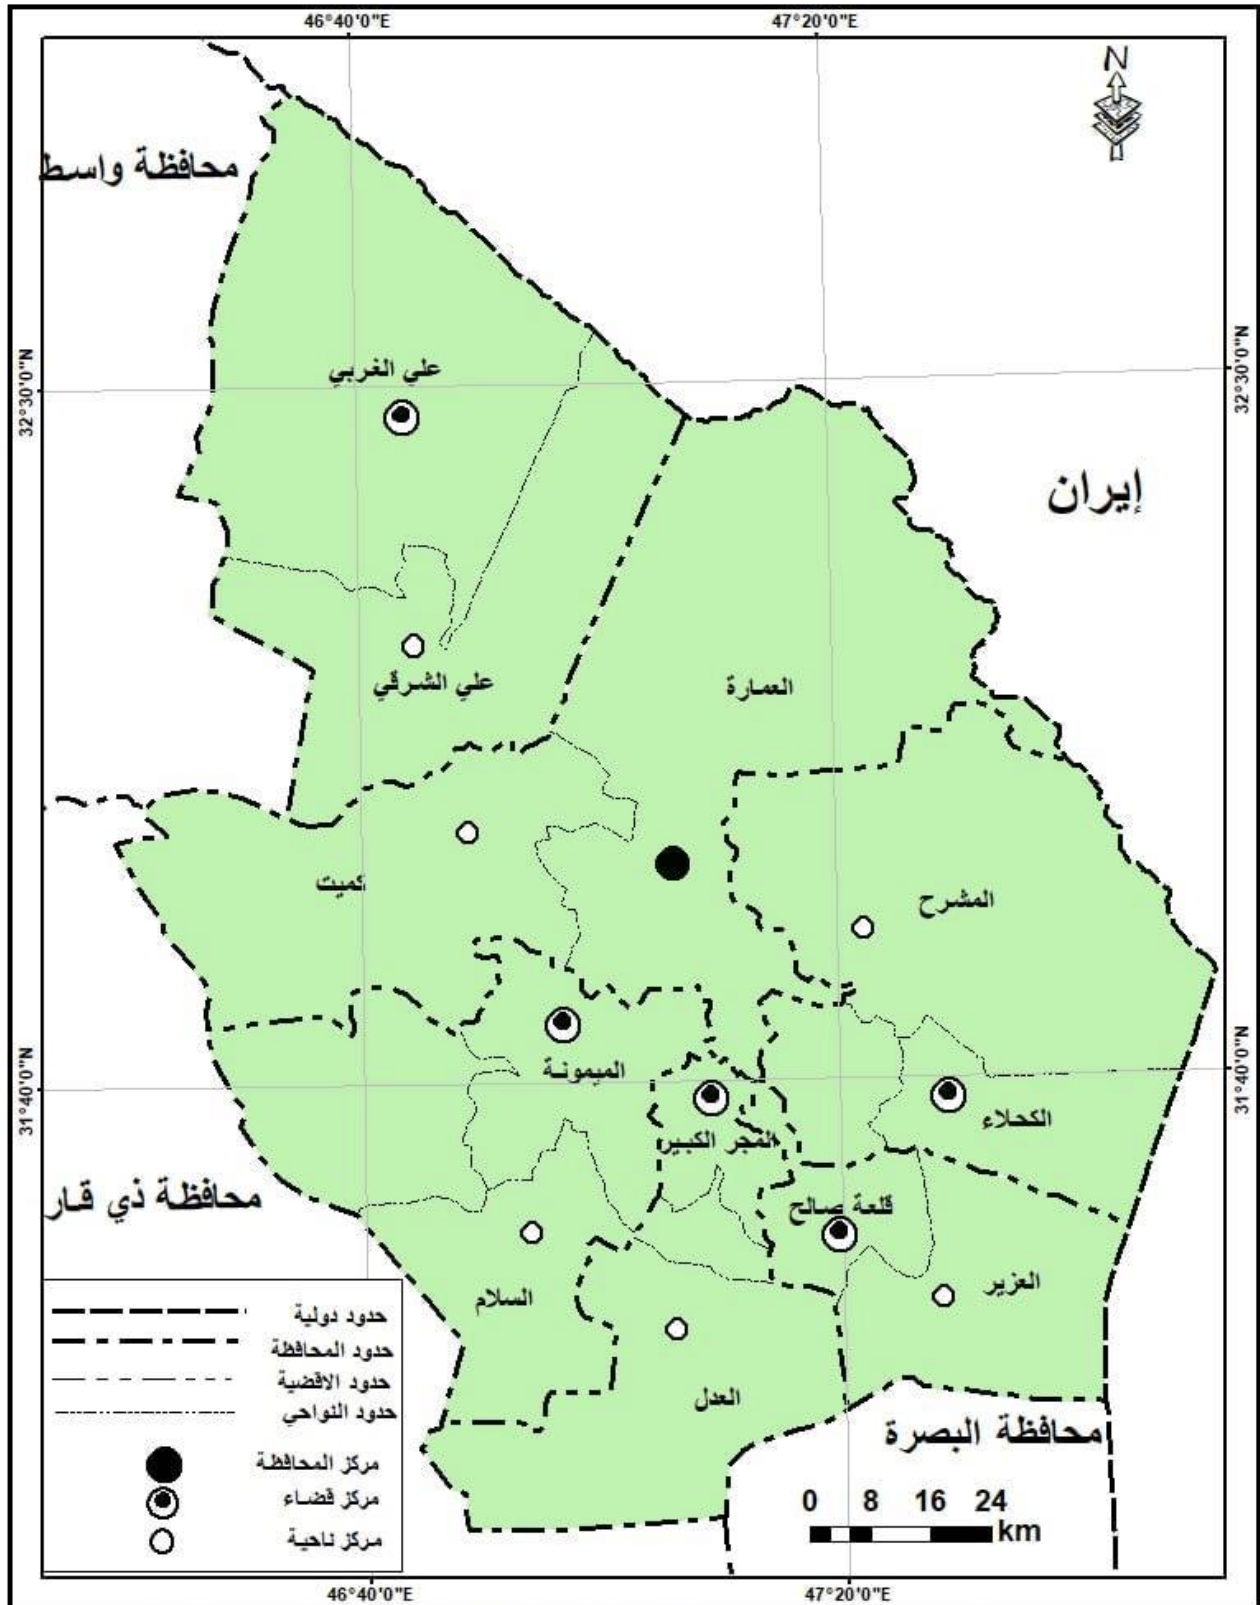 46°40'0"E
47°20'0"E
N
محافظة واسط
علي الغربي
32°30'0"N
32°30'0"N
إيران
علي الشرقي
العمارة
كميت
المشرح
الميمونة
31°40'0"N
31°40'0"N
المجر الكبير
الكحلاء
محافظة ذي قار
قلعة صالح
السلام
العزير
العدل
محافظة البصرة
حدود دولية
حدود المحافظة
حدود الاقضية
حدود النواحي
مركز المحافظة
مركز قضاء
مركز ناحية
0 8 16 24
km
46°40'0"E
47°20'0"E